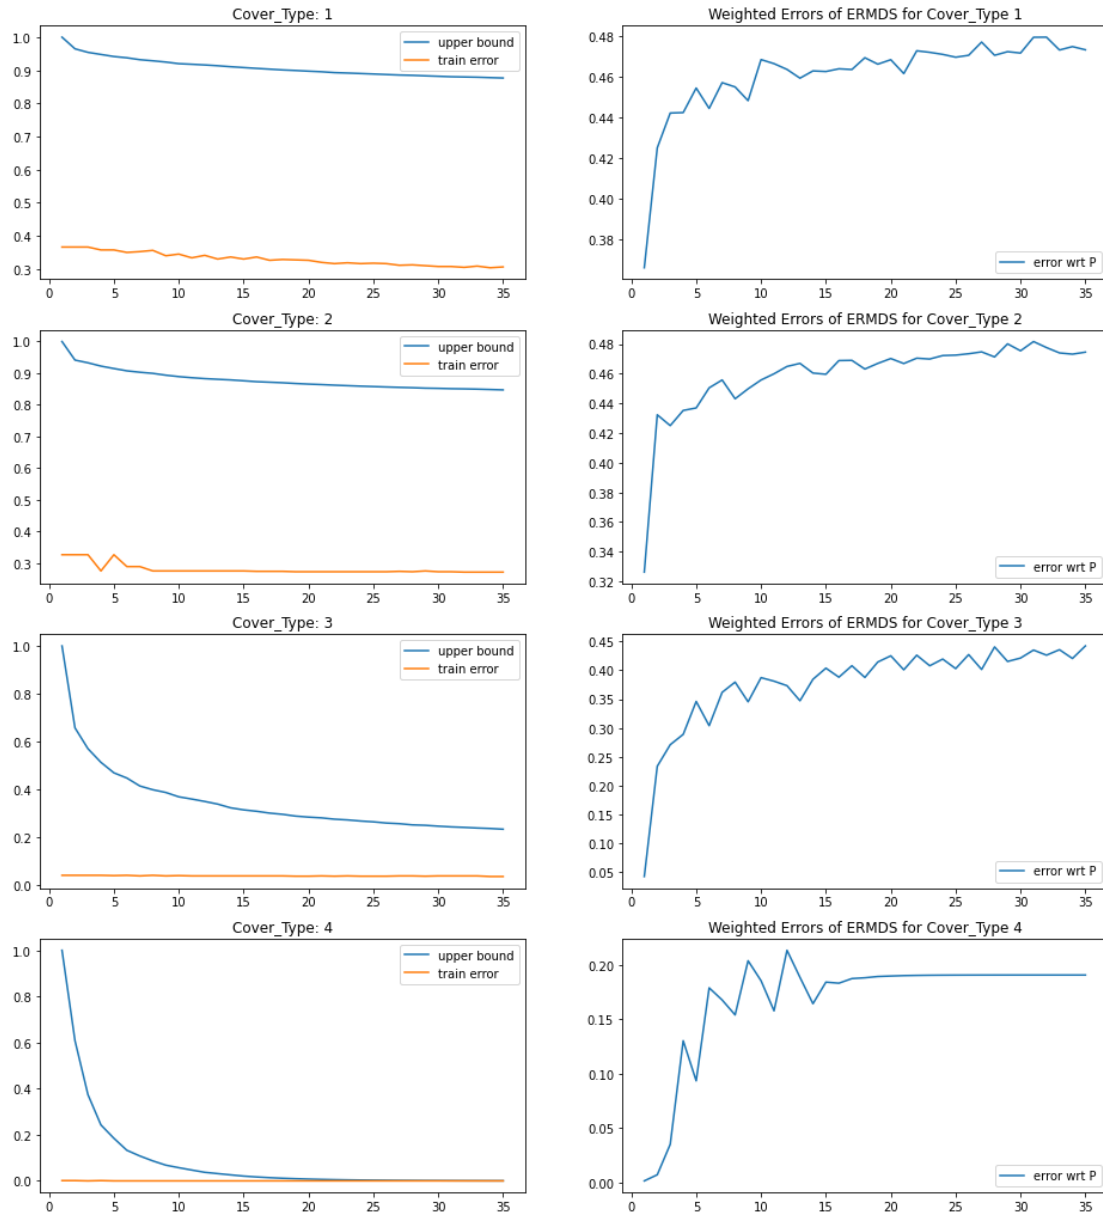 Cover_Type: 1
1.0
0.9
0.8
0.7
0.6
0.5
0.4
0.3
upper bound
train error
0 5 10 15 20 25 30 35
Weighted Errors of ERMDS for Cover_Type 1
0.48
0.46
0.44
0.42
0.40
0.38
error wrt P
0 5 10 15 20 25 30 35
Cover_Type: 2
1.0
0.9
0.8
0.7
0.6
0.5
0.4
0.3
upper bound
train error
0 5 10 15 20 25 30 35
Weighted Errors of ERMDS for Cover_Type 2
0.48
0.46
0.44
0.42
0.40
0.38
0.36
0.34
0.32
error wrt P
0 5 10 15 20 25 30 35
Cover_Type: 3
1.0
0.8
0.6
0.4
0.2
0.0
upper bound
train error
0 5 10 15 20 25 30 35
Weighted Errors of ERMDS for Cover_Type 3
0.45
0.40
0.35
0.30
0.25
0.20
0.15
0.10
0.05
error wrt P
0 5 10 15 20 25 30 35
Cover_Type: 4
1.0
0.8
0.6
0.4
0.2
0.0
upper bound
train error
0 5 10 15 20 25 30 35
Weighted Errors of ERMDS for Cover_Type 4
0.20
0.15
0.10
0.05
0.00
error wrt P
0 5 10 15 20 25 30 35